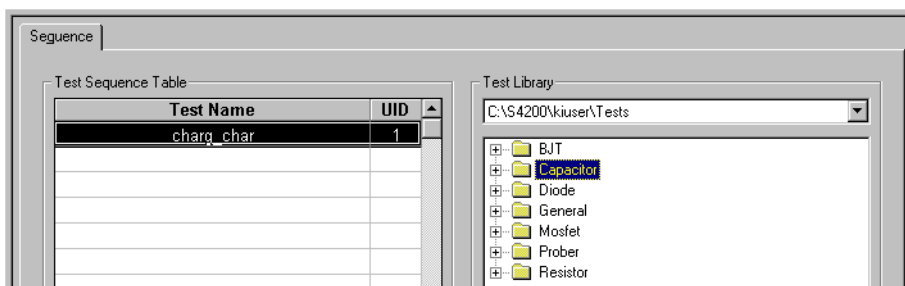 Sequence
Test Sequence Table
Test Name UID
charg_char 1
Test Library
C:\S4200\kiuser\Tests
BJT
Capacitor
Diode
General
Mosfet
Prober
Resistor